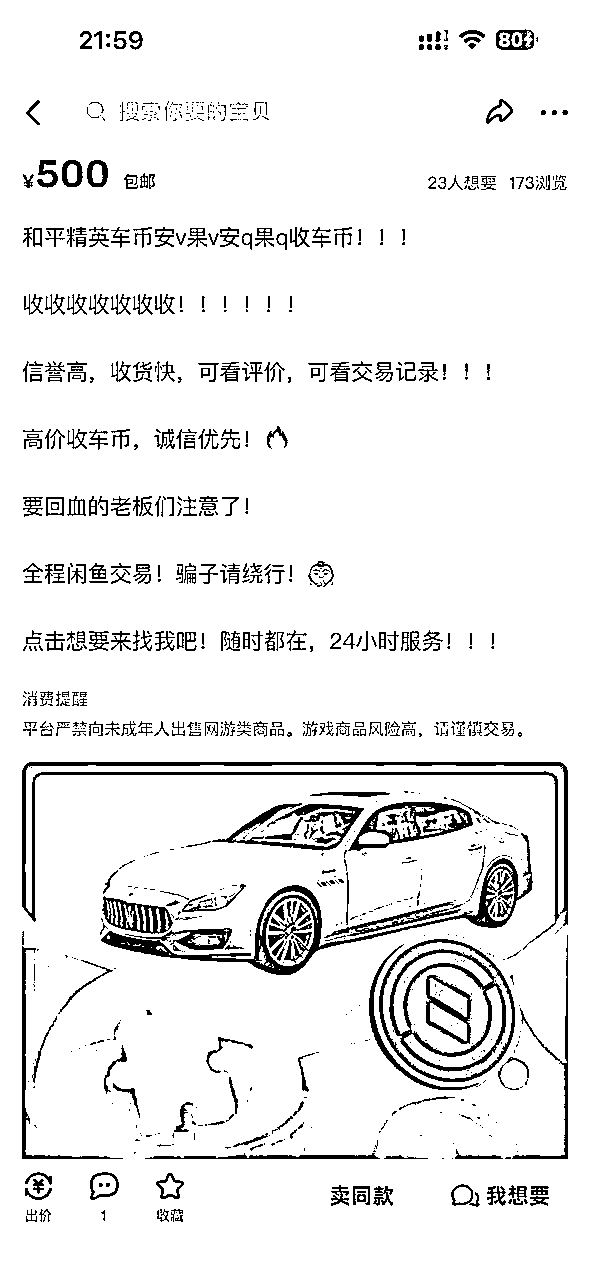 21:59
80
搜索你要的宝贝
¥500 包邮 23人想要 173浏览
和平精英车币安v果v安q果q收车币！！！
收收收收收收收！！！！！！
信誉高，收货快，可看评价，可看交易记录！！！
高价收车币，诚信优先！🔥
要回血的老板们注意了！
全程闲鱼交易！骗子请绕行！👶
点击想要来找我吧！随时都在，24小时服务！！！
消费提醒
平台严禁向未成年人出售网游类商品。游戏商品风险高，请谨慎交易。
出价 1 收藏 卖同款 我想要